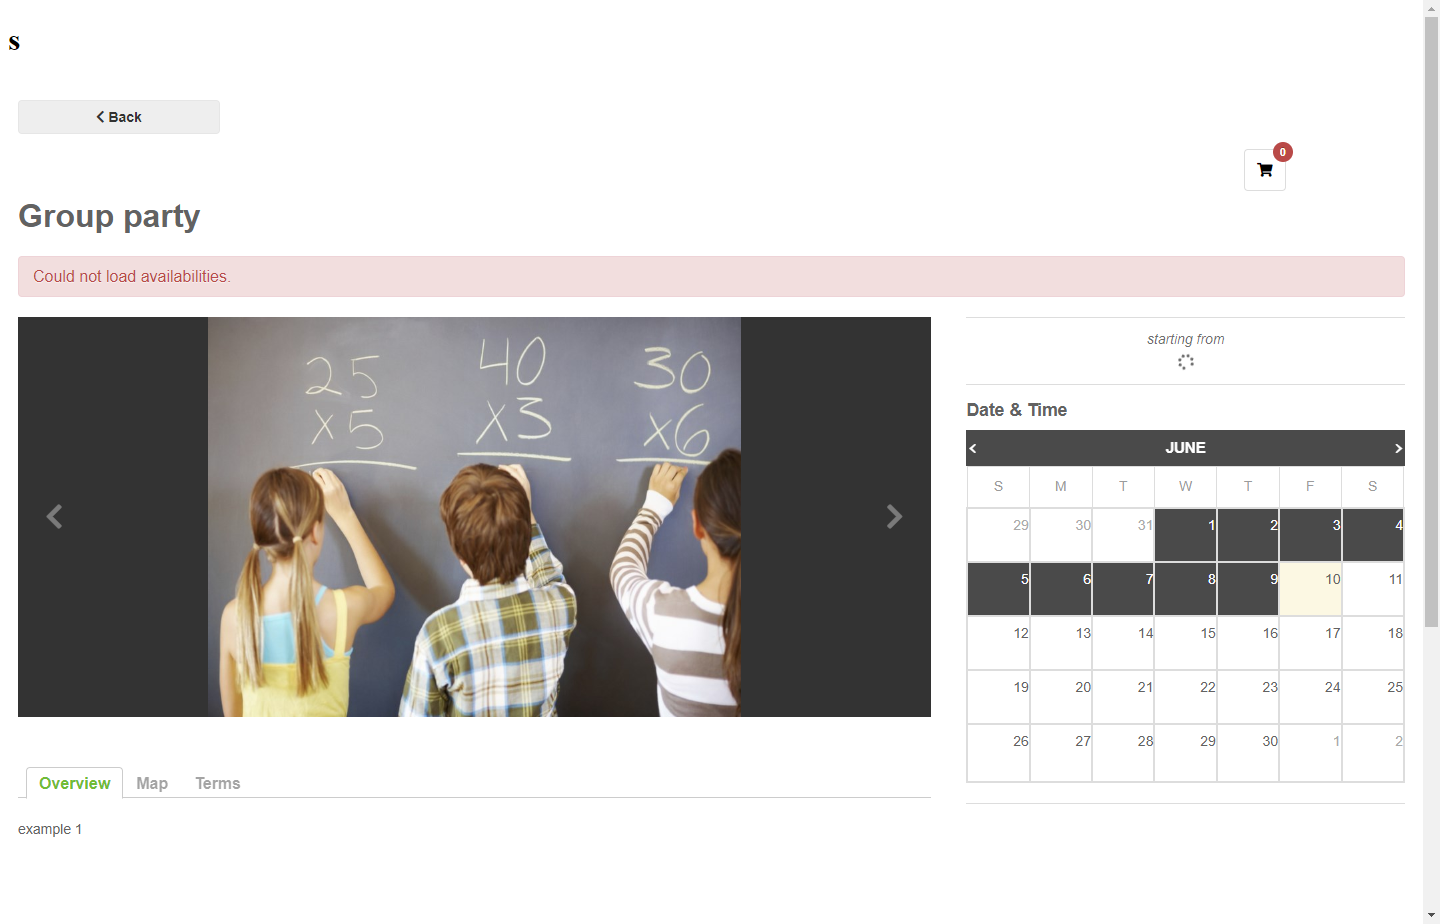 s
Back
0
Group party
Could not load availabilities.
25
x5
40
x3
30
x6
starting from
Date & Time
JUNE
S M T W T F S
29 30 31 1 2 3 4
5 6 7 8 9 10 11
12 13 14 15 16 17 18
19 20 21 22 23 24 25
26 27 28 29 30 1 2
Overview Map Terms
example 1